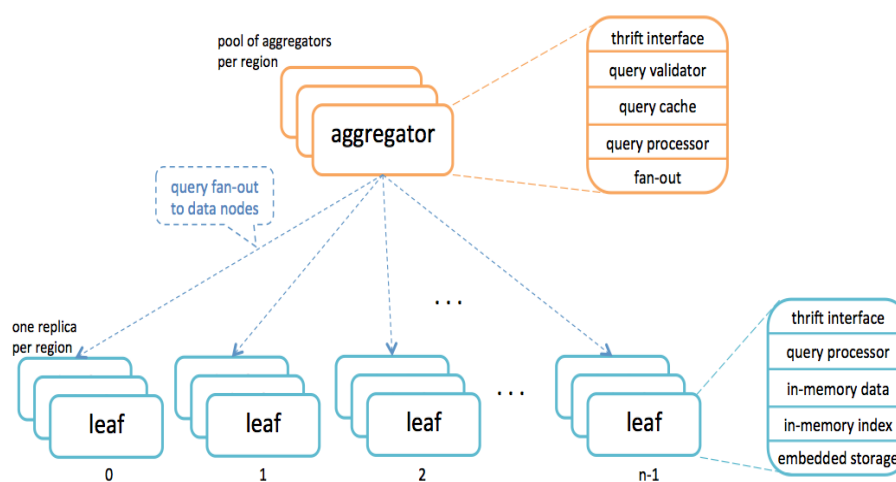 pool of aggregators
per region
aggregator
thrift interface
query validator
query cache
query processor
fan-out
query fan-out
to data nodes
. . .
one replica
per region
leaf
leaf
leaf
. . .
leaf
0
1
2
n-1
thrift interface
query processor
in-memory data
in-memory index
embedded storage